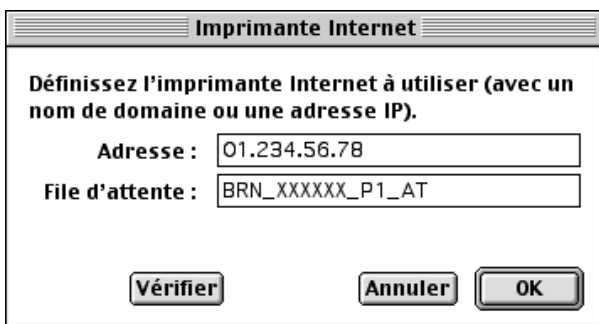 Imprimante Internet
Définissez l'imprimante Internet à utiliser (avec un
nom de domaine ou une adresse IP).
Adresse : 01.234.56.78
File d'attente : BRN_XXXXXX_P1_AT
Vérifier Annuler OK